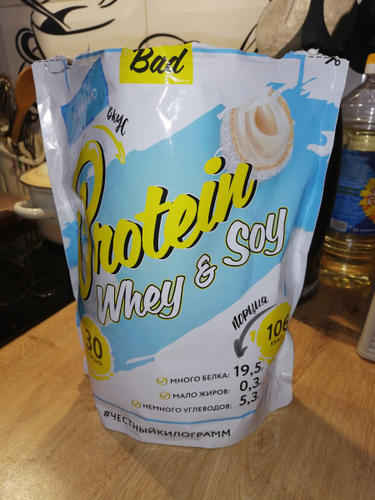 Bad
вкус
Protein
Whey & Soy
порция
30
106
МНОГО БЕЛКА: 19,5
МАЛО ЖИРОВ: 0,3
НЕМНОГО УГЛЕВОДОВ: 5,3
#ЧЕСТНЫЙКИЛОГРАММ